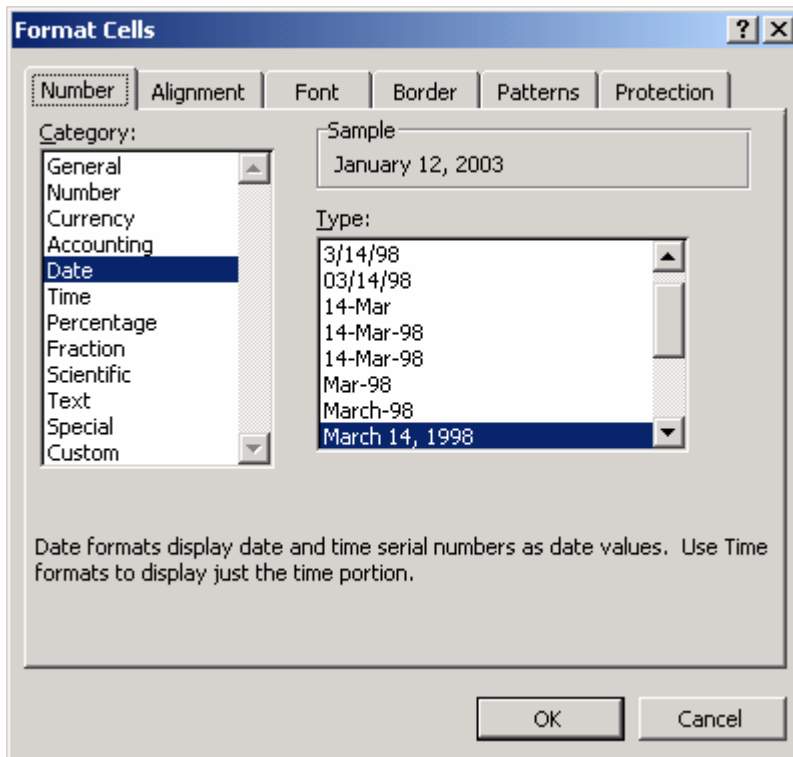 Format Cells
Number Alignment Font Border Patterns Protection
Category:
General
Number
Currency
Accounting
Date
Time
Percentage
Fraction
Scientific
Text
Special
Custom
Sample
January 12, 2003
Type:
3/14/98
03/14/98
14-Mar
14-Mar-98
14-Mar-98
Mar-98
March-98
March 14, 1998
Date formats display date and time serial numbers as date values.  Use Time
formats to display just the time portion.
OK Cancel